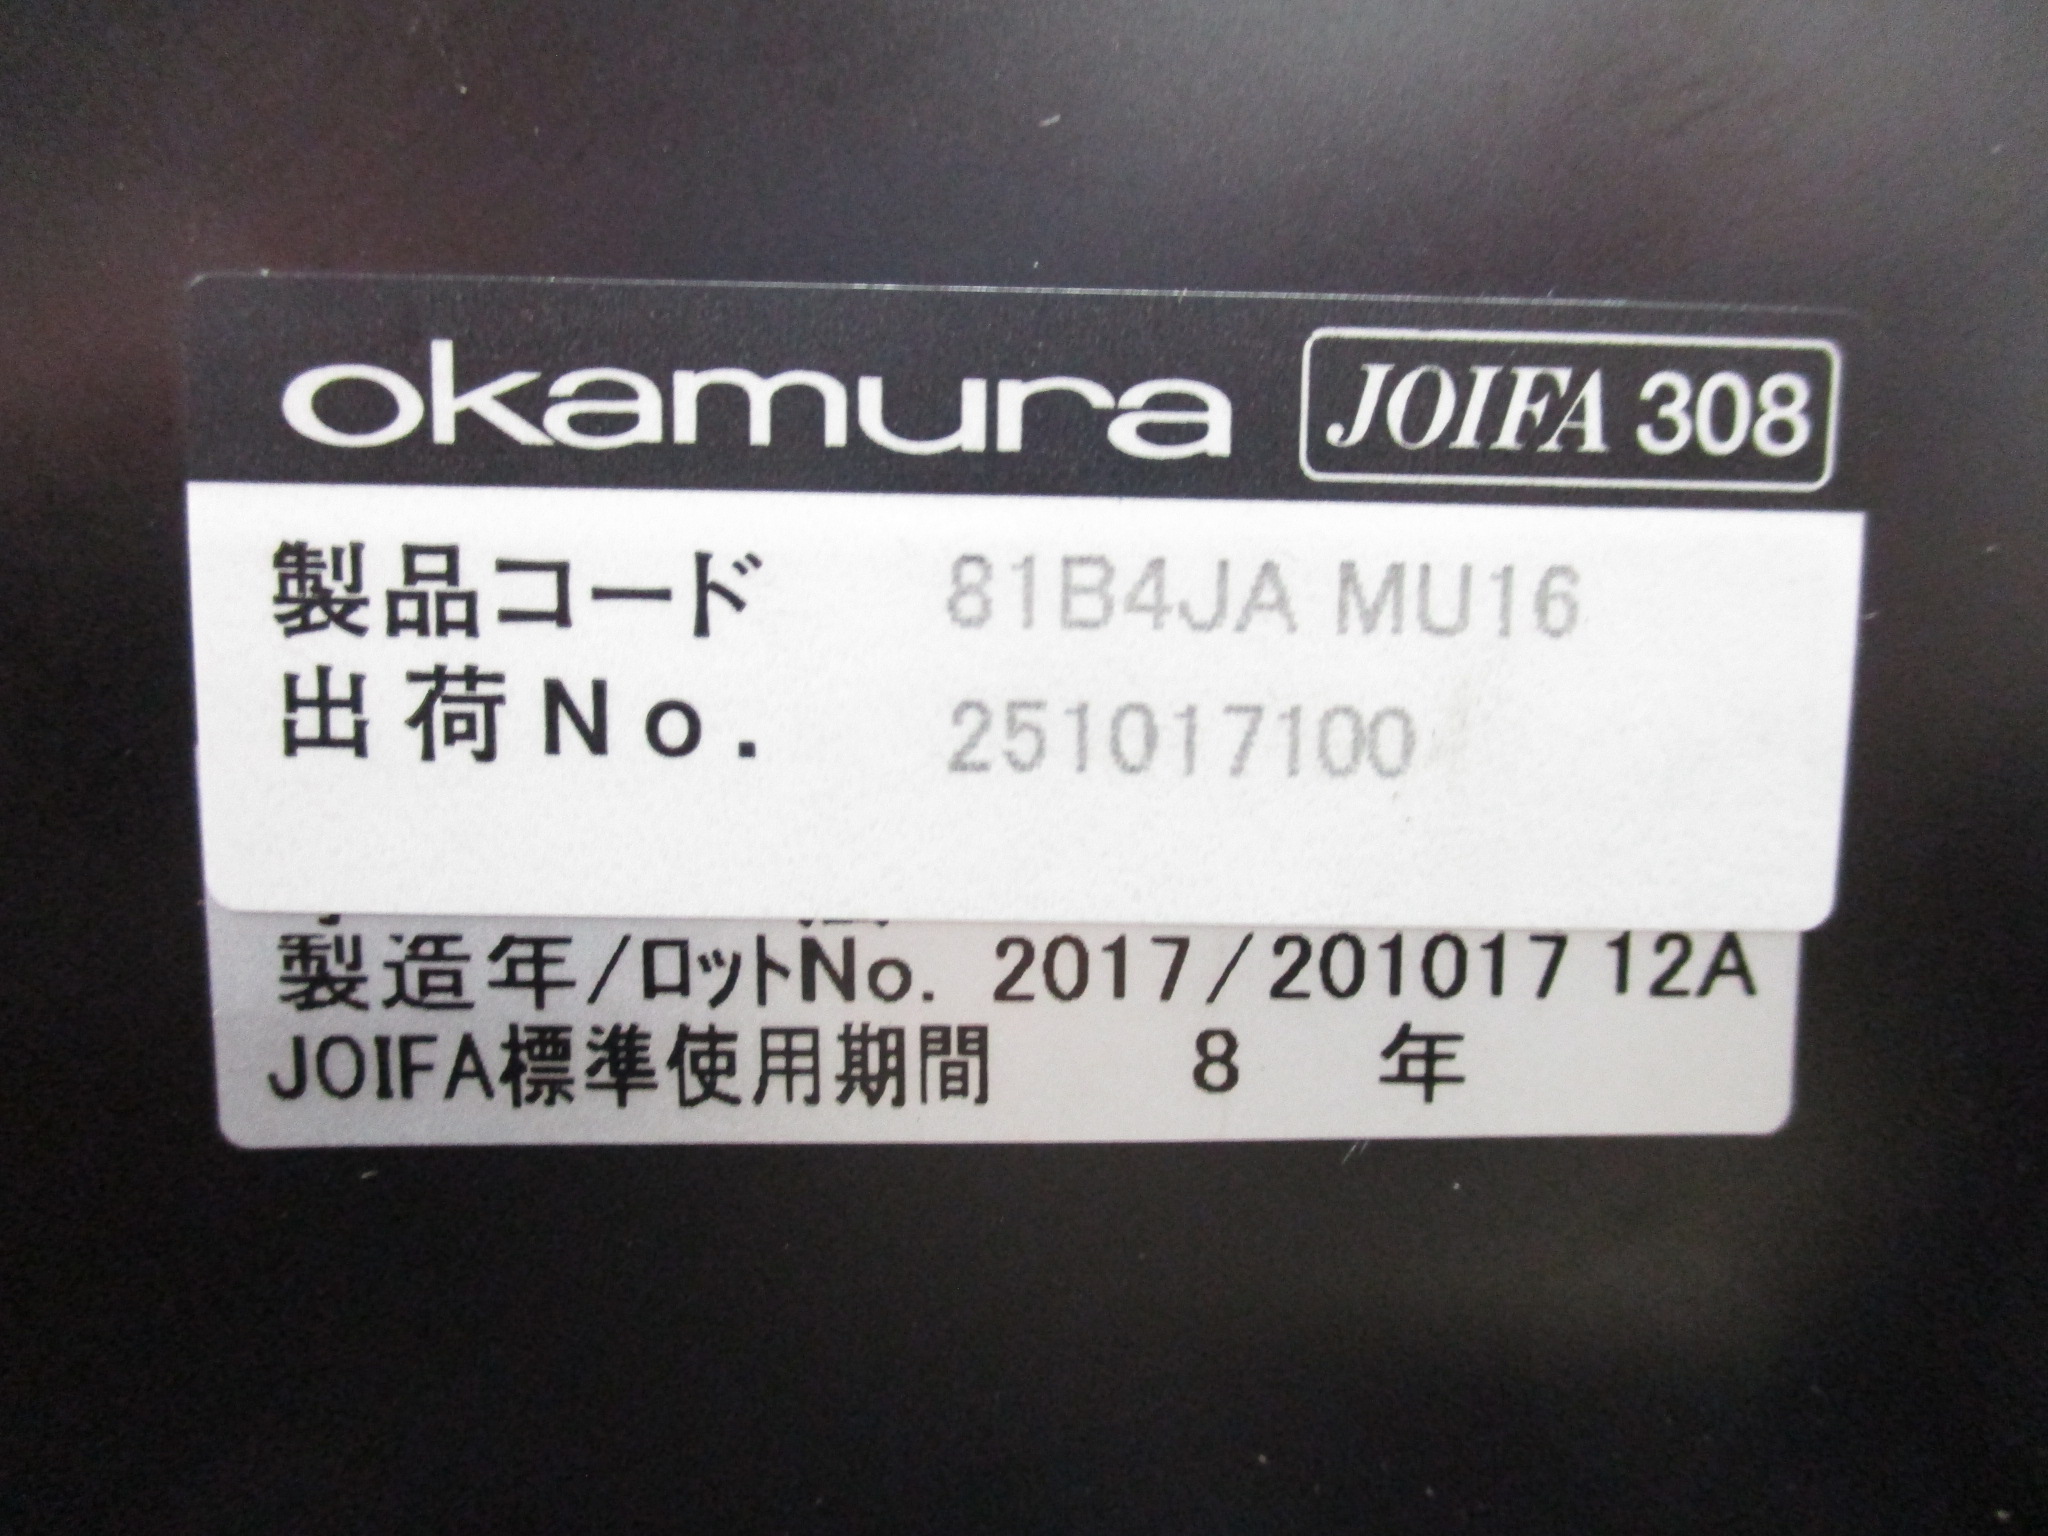 okamura JOIFA 308
製品コード 81B4JA MU16
出荷No. 251017100
製造年/ロットNo. 2017/201017 12A
JOIFA標準使用期間 8 年